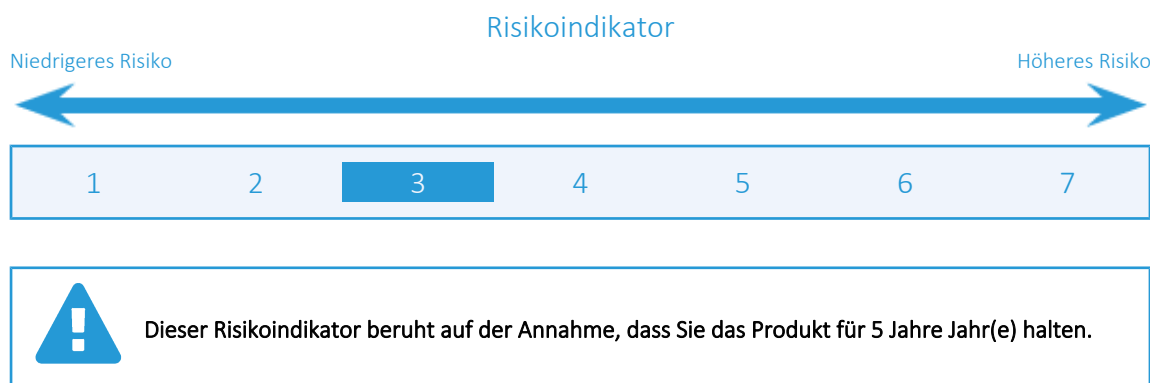 Risikoindikator
Niedrigeres Risiko Höheres Risiko
1 2 3 4 5 6 7
Dieser Risikoindikator beruht auf der Annahme, dass Sie das Produkt für 5 Jahre Jahr(e) halten.